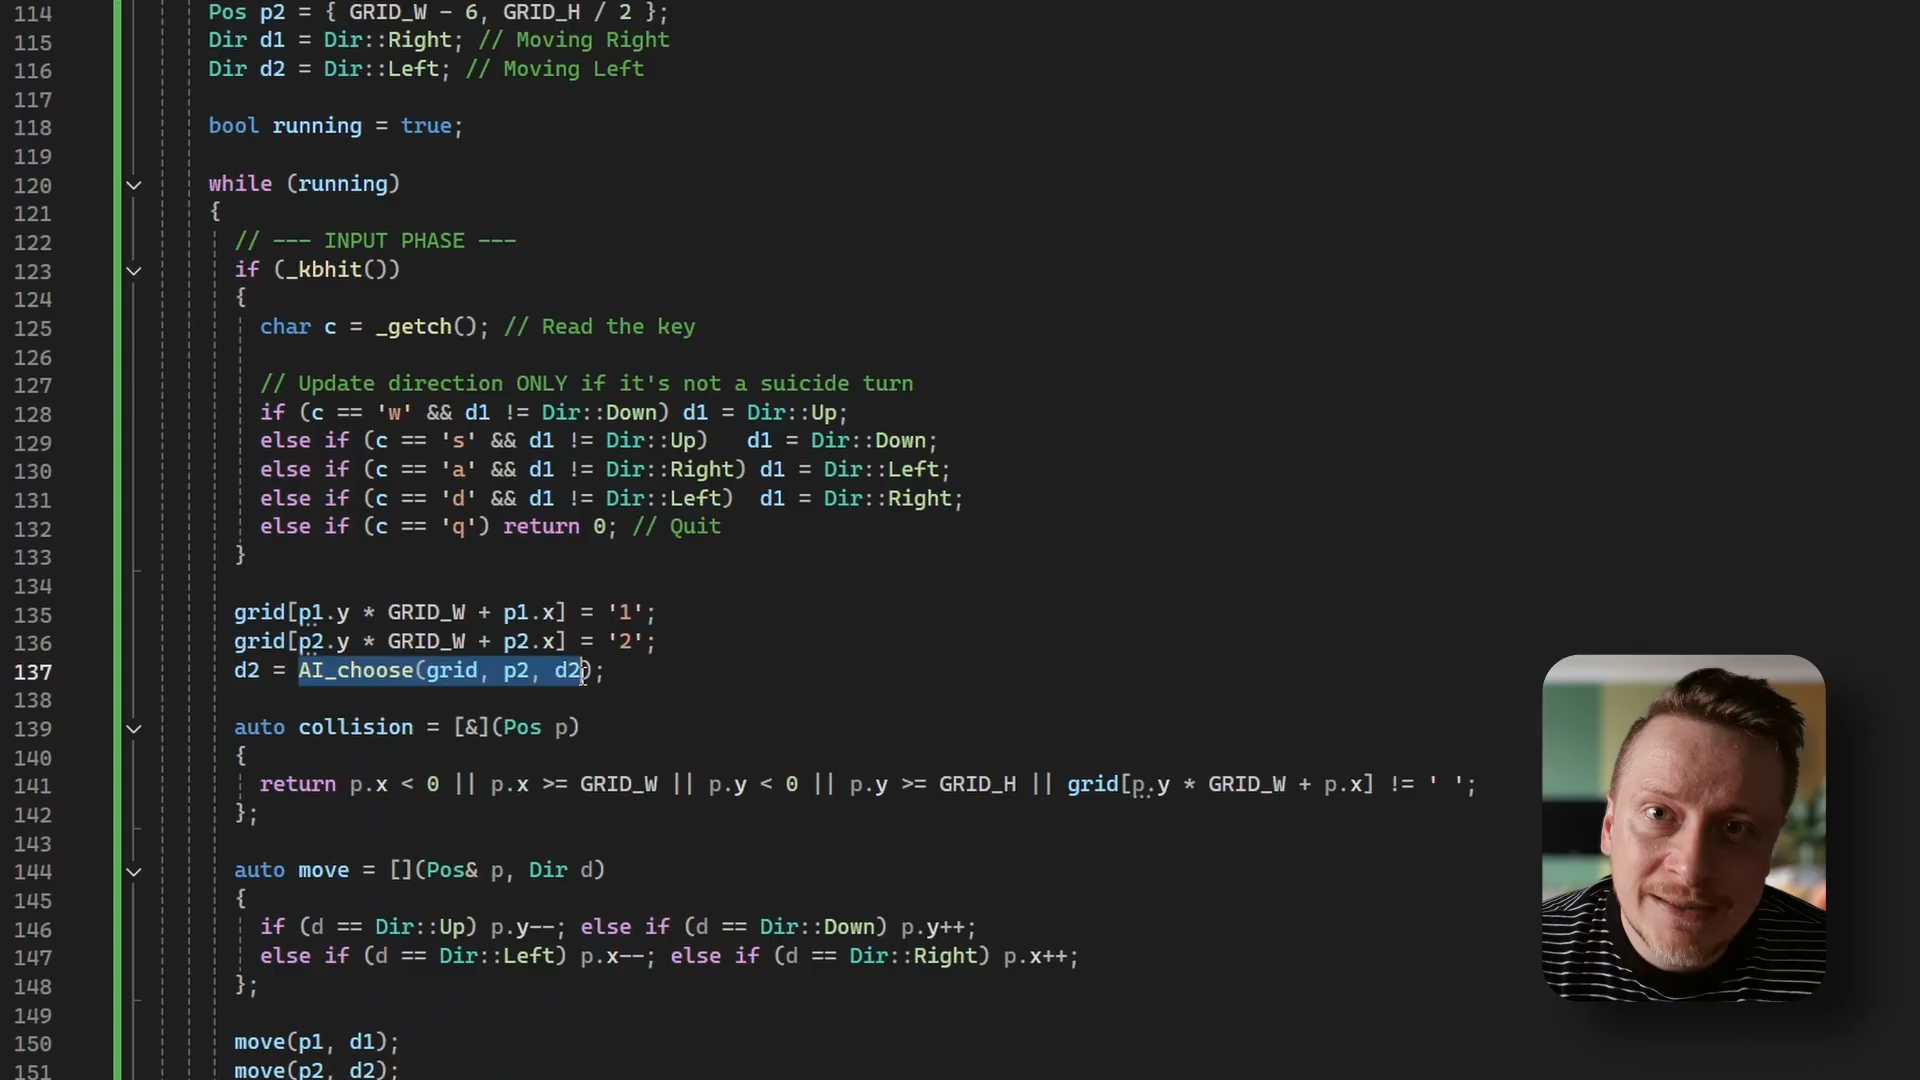 114 Pos p2 = { GRID_W - 6, GRID_H / 2 };
115 Dir d1 = Dir::Right; // Moving Right
116 Dir d2 = Dir::Left; // Moving Left
117
118 bool running = true;
119
120 while (running)
121 {
122 // --- INPUT PHASE ---
123 if (_kbhit())
124 {
125 char c = _getch(); // Read the key
126
127 // Update direction ONLY if it's not a suicide turn
128 if (c == 'w' && d1 != Dir::Down) d1 = Dir::Up;
129 else if (c == 's' && d1 != Dir::Up)   d1 = Dir::Down;
130 else if (c == 'a' && d1 != Dir::Right) d1 = Dir::Left;
131 else if (c == 'd' && d1 != Dir::Left)  d1 = Dir::Right;
132 else if (c == 'q') return 0; // Quit
133 }
134
135 grid[p1.y * GRID_W + p1.x] = '1';
136 grid[p2.y * GRID_W + p2.x] = '2';
137 d2 = AI_choose(grid, p2, d2);
138
139 auto collision = [&](Pos p)
140 {
141 return p.x < 0 || p.x >= GRID_W || p.y < 0 || p.y >= GRID_H || grid[p.y * GRID_W + p.x] != ' ';
142 };
143
144 auto move = [](Pos& p, Dir d)
145 {
146 if (d == Dir::Up) p.y--; else if (d == Dir::Down) p.y++;
147 else if (d == Dir::Left) p.x--; else if (d == Dir::Right) p.x++;
148 };
149
150 move(p1, d1);
151 move(p2, d2);